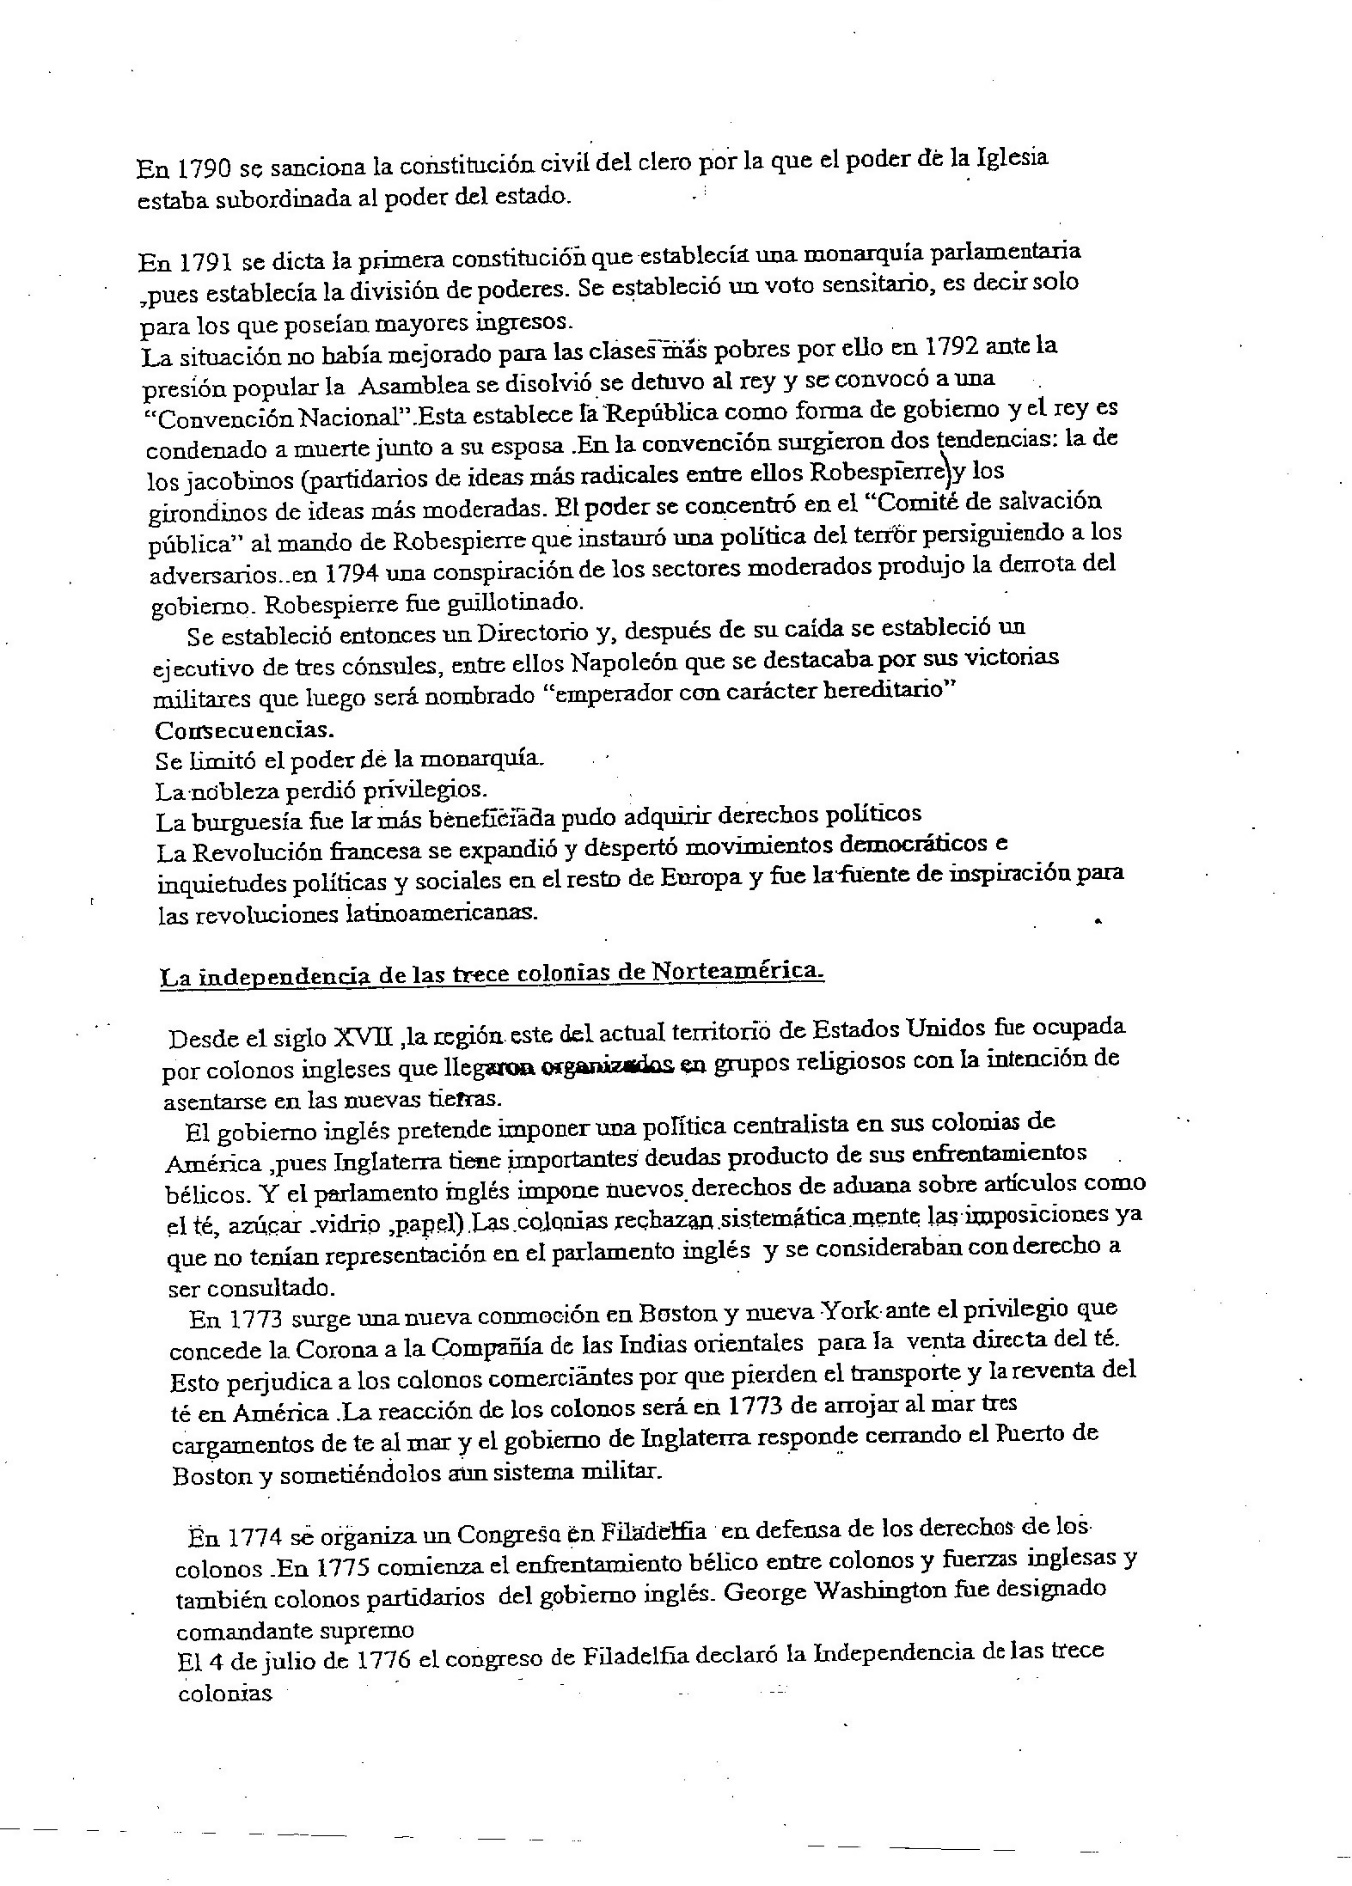 En 1790 se sanciona la constitución civil del clero por la que el poder de la Iglesia
estaba subordinada al poder del estado.
En 1791 se dicta la primera constitución que establecía una monarquía parlamentaria
,pues establecía la división de poderes. Se estableció un voto sensitario, es decir solo
para los que poseían mayores ingresos.
La situación no había mejorado para las clases más pobres por ello en 1792 ante la
presión popular la Asamblea se disolvió se detuvo al rey y se convocó a una
“Convención Nacional”.Esta establece la República como forma de gobierno y el rey es
condenado a muerte junto a su esposa .En la convención surgieron dos tendencias: la de
los jacobinos (partidarios de ideas más radicales entre ellos Robespierre)y los
girondinos de ideas más moderadas. El poder se concentró en el “Comité de salvación
pública” al mando de Robespierre que instauró una política del terror persiguiendo a los
adversarios..en 1794 una conspiración de los sectores moderados produjo la derrota del
gobierno. Robespierre fue guillotinado.
Se estableció entonces un Directorio y, después de su caída se estableció un
ejecutivo de tres cónsules, entre ellos Napoleón que se destacaba por sus victorias
militares que luego será nombrado “emperador con carácter hereditario”
Consecuencias.
Se limitó el poder de la monarquía.
La nobleza perdió privilegios.
La burguesía fue la más beneficiada pudo adquirir derechos políticos
La Revolución francesa se expandió y despertó movimientos democráticos e
inquietudes políticas y sociales en el resto de Europa y fue la fuente de inspiración para
las revoluciones latinoamericanas.
La independencia de las trece colonias de Norteamérica.
Desde el siglo XVII ,la región este del actual territorio de Estados Unidos fue ocupada
por colonos ingleses que llegaron organizados en grupos religiosos con la intención de
asentarse en las nuevas tierras.
El gobierno inglés pretende imponer una política centralista en sus colonias de
América ,pues Inglaterra tiene importantes deudas producto de sus enfrentamientos
bélicos. Y el parlamento inglés impone nuevos derechos de aduana sobre artículos como
el té, azúcar .vidrio ,papel).Las colonias rechazan sistemática mente las imposiciones ya
que no tenían representación en el parlamento inglés y se consideraban con derecho a
ser consultado.
En 1773 surge una nueva conmoción en Boston y nueva York ante el privilegio que
concede la Corona a la Compañía de las Indias orientales para la venta directa del té.
Esto perjudica a los colonos comerciantes por que pierden el transporte y la reventa del
té en América .La reacción de los colonos será en 1773 de arrojar al mar tres
cargamentos de te al mar y el gobierno de Inglaterra responde cerrando el Puerto de
Boston y sometiéndolos aun sistema militar.
En 1774 se organiza un Congreso en Filadelfia en defensa de los derechos de los
colonos .En 1775 comienza el enfrentamiento bélico entre colonos y fuerzas inglesas y
también colonos partidarios del gobierno inglés. George Washington fue designado
comandante supremo
El 4 de julio de 1776 el congreso de Filadelfia declaró la Independencia de las trece
colonias